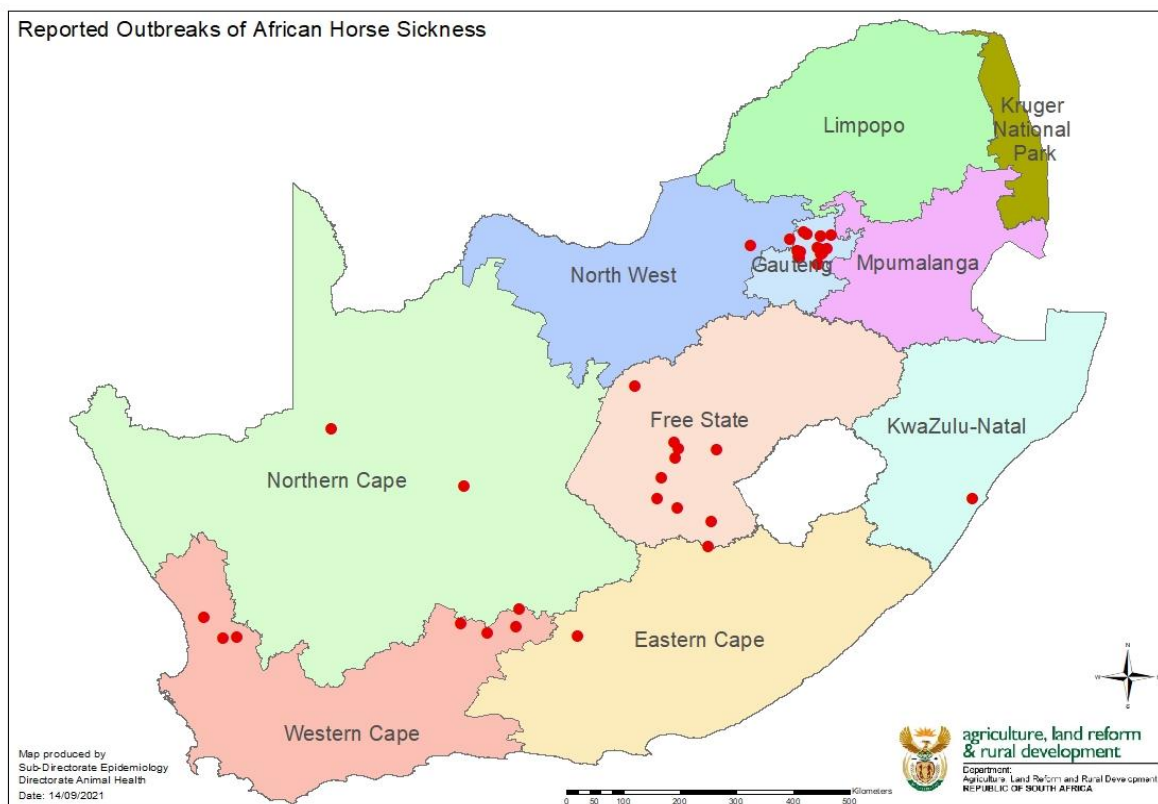 Reported Outbreaks of African Horse Sickness
Limpopo
Kruger
National
Park
North West
Gauteng
Mpumalanga
Free State
KwaZulu-Natal
Northern Cape
Eastern Cape
Western Cape
N
W
S
Map produced by
Sub-Directorate Epidemiology
Directorate Animal Health
Date: 14/09/2021
Kilometers
0 50 100 200 300 400 500
agriculture, land reform
& rural development
Department:
Agriculture, Land Reform and Rural Development
REPUBLIC OF SOUTH AFRICA